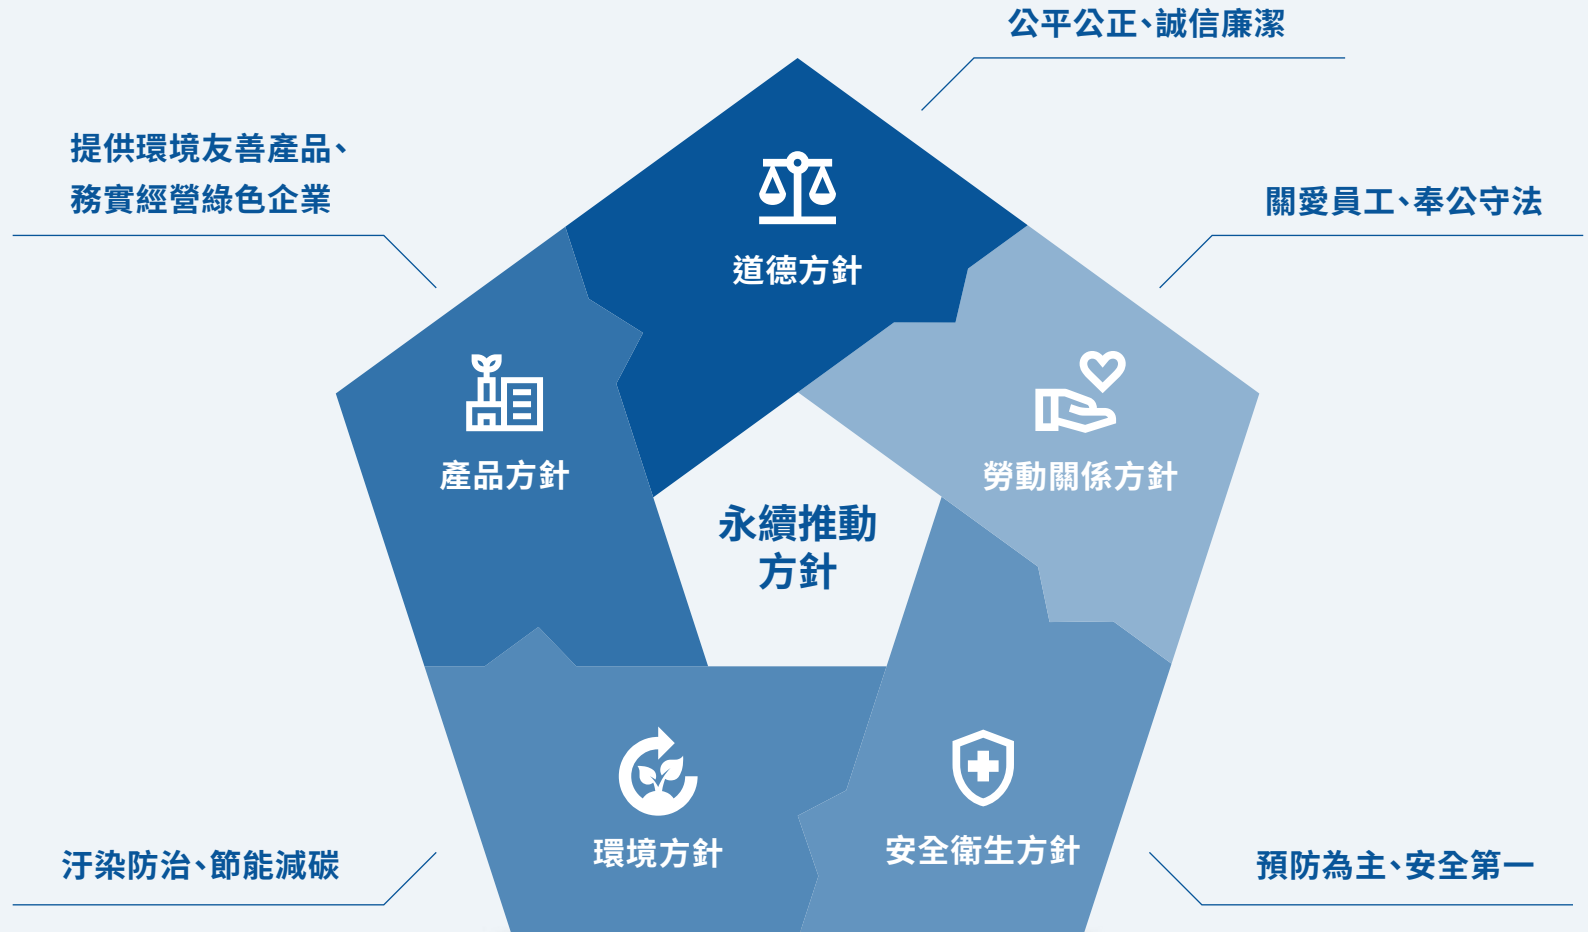 公平公正、誠信廉潔
提供環境友善產品、
務實經營綠色企業
關愛員工、奉公守法
道德方針
產品方針
勞動關係方針
永續推動
方針
環境方針
安全衛生方針
汙染防治、節能減碳
預防為主、安全第一